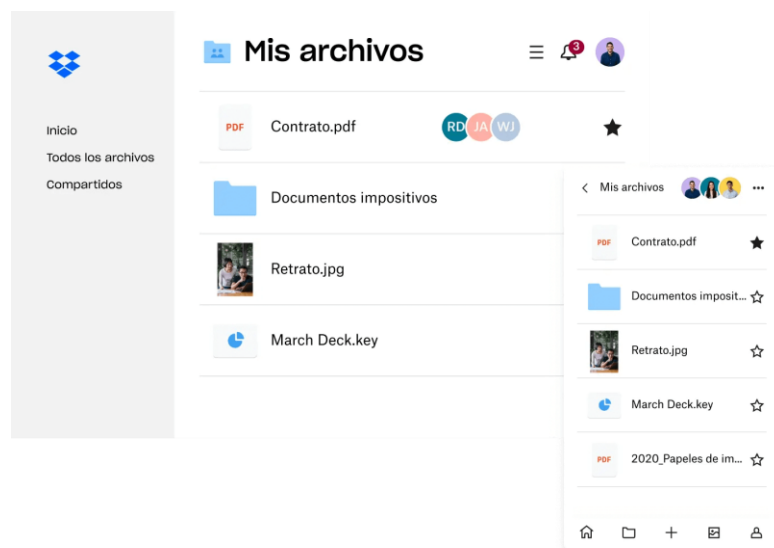 Mis archivos
3
Inicio
Todos los archivos
Compartidos
PDF Contrato.pdf RD JA WJ
Documentos impositivos
Retrato.jpg
March Deck.key
Mis archivos
PDF Contrato.pdf
Documentos imposit...
Retrato.jpg
March Deck.key
PDF 2020_Papeles de im...